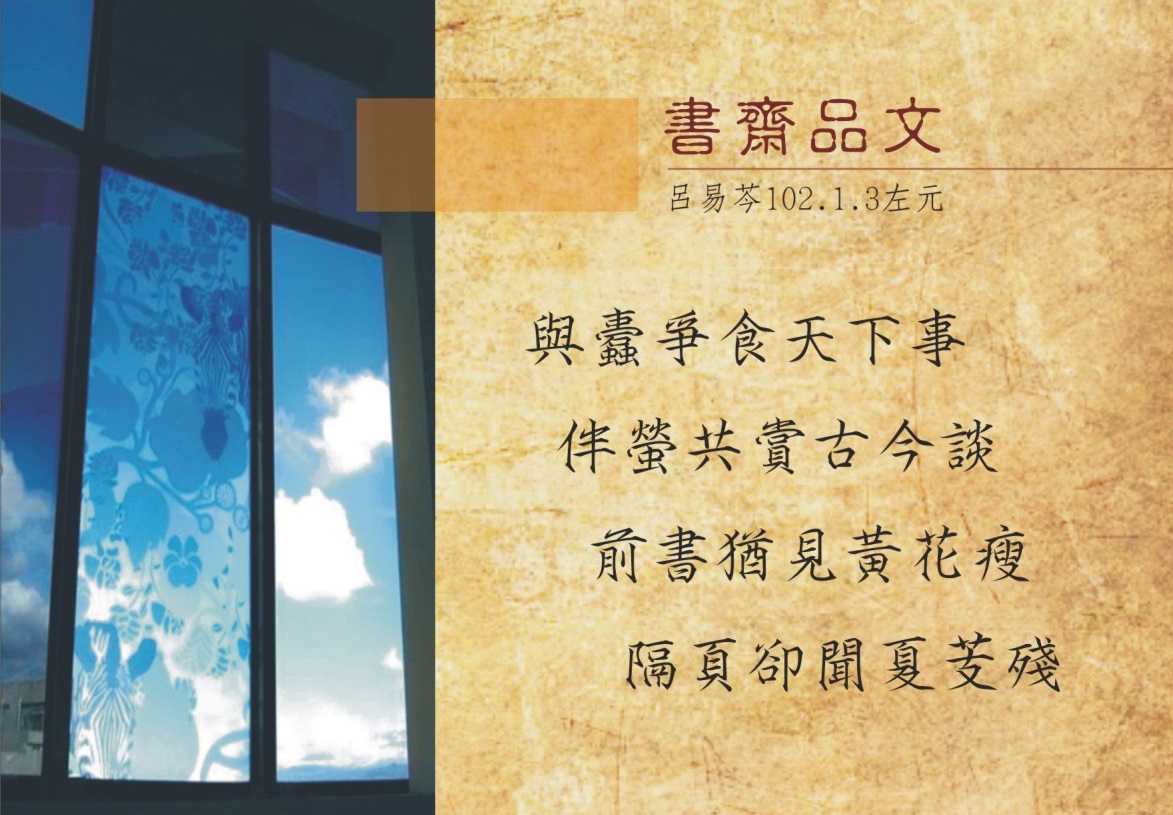 書齋品文
呂易芩102.1.3左元
與蠹爭食天下事
伴螢共賞古今談
前書猶見黃花瘦
隔頁卻聞夏芰殘